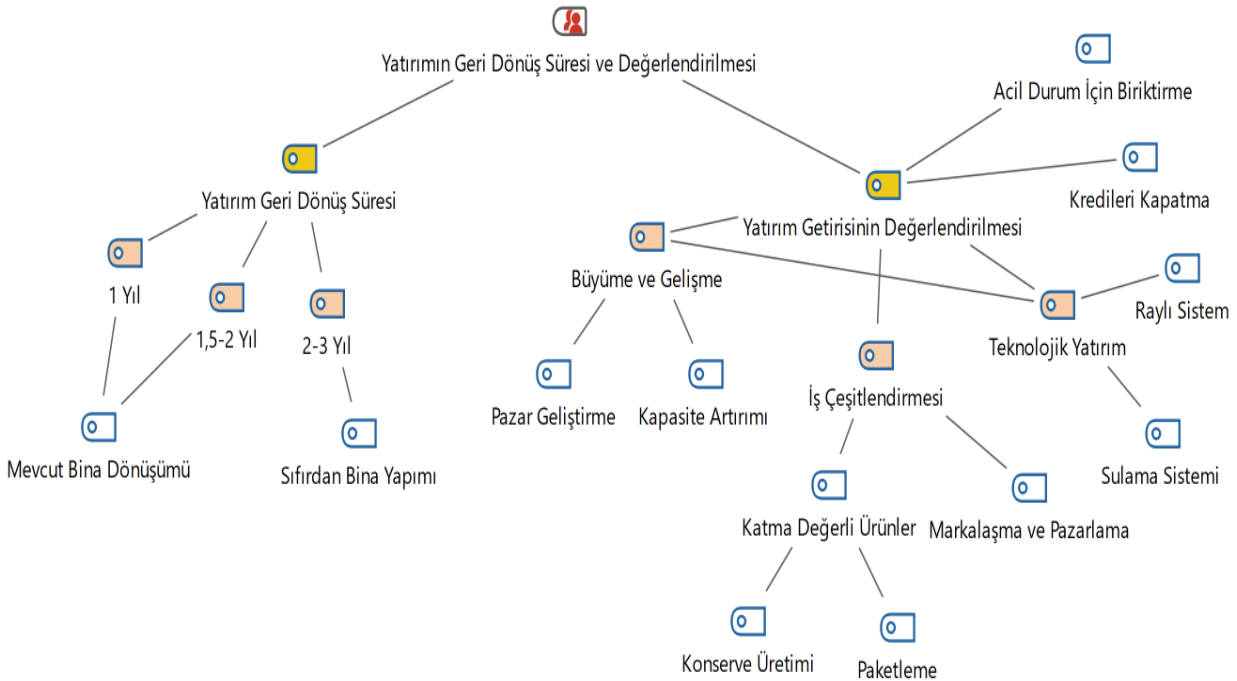 Yatırımın Geri Dönüş Süresi ve Değerlendirilmesi
Acil Durum İçin Biriktirme
Yatırım Geri Dönüş Süresi
Kredileri Kapatma
Yatırım Getirisinin Değerlendirilmesi
Büyüme ve Gelişme
1 Yıl
1,5-2 Yıl
2-3 Yıl
Raylı Sistem
Teknolojik Yatırım
İş Çeşitlendirmesi
Pazar Geliştirme
Kapasite Artırımı
Mevcut Bina Dönüşümü
Sıfırdan Bina Yapımı
Sulama Sistemi
Katma Değerli Ürünler
Markalaşma ve Pazarlama
Konserve Üretimi
Paketleme